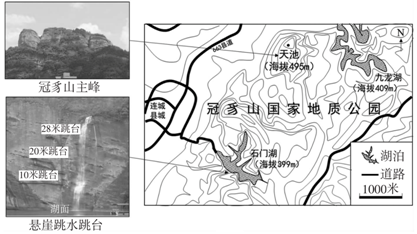 冠豸山主峰
28米跳台
20米跳台
10米跳台
湖面
悬崖跳水跳台
663县道
天池
(海拔495m)
N
九龙湖
(海拔409m)
连城
县城
冠豸山国家地质公园
石门湖
(海拔399m)
湖泊
道路
1000米